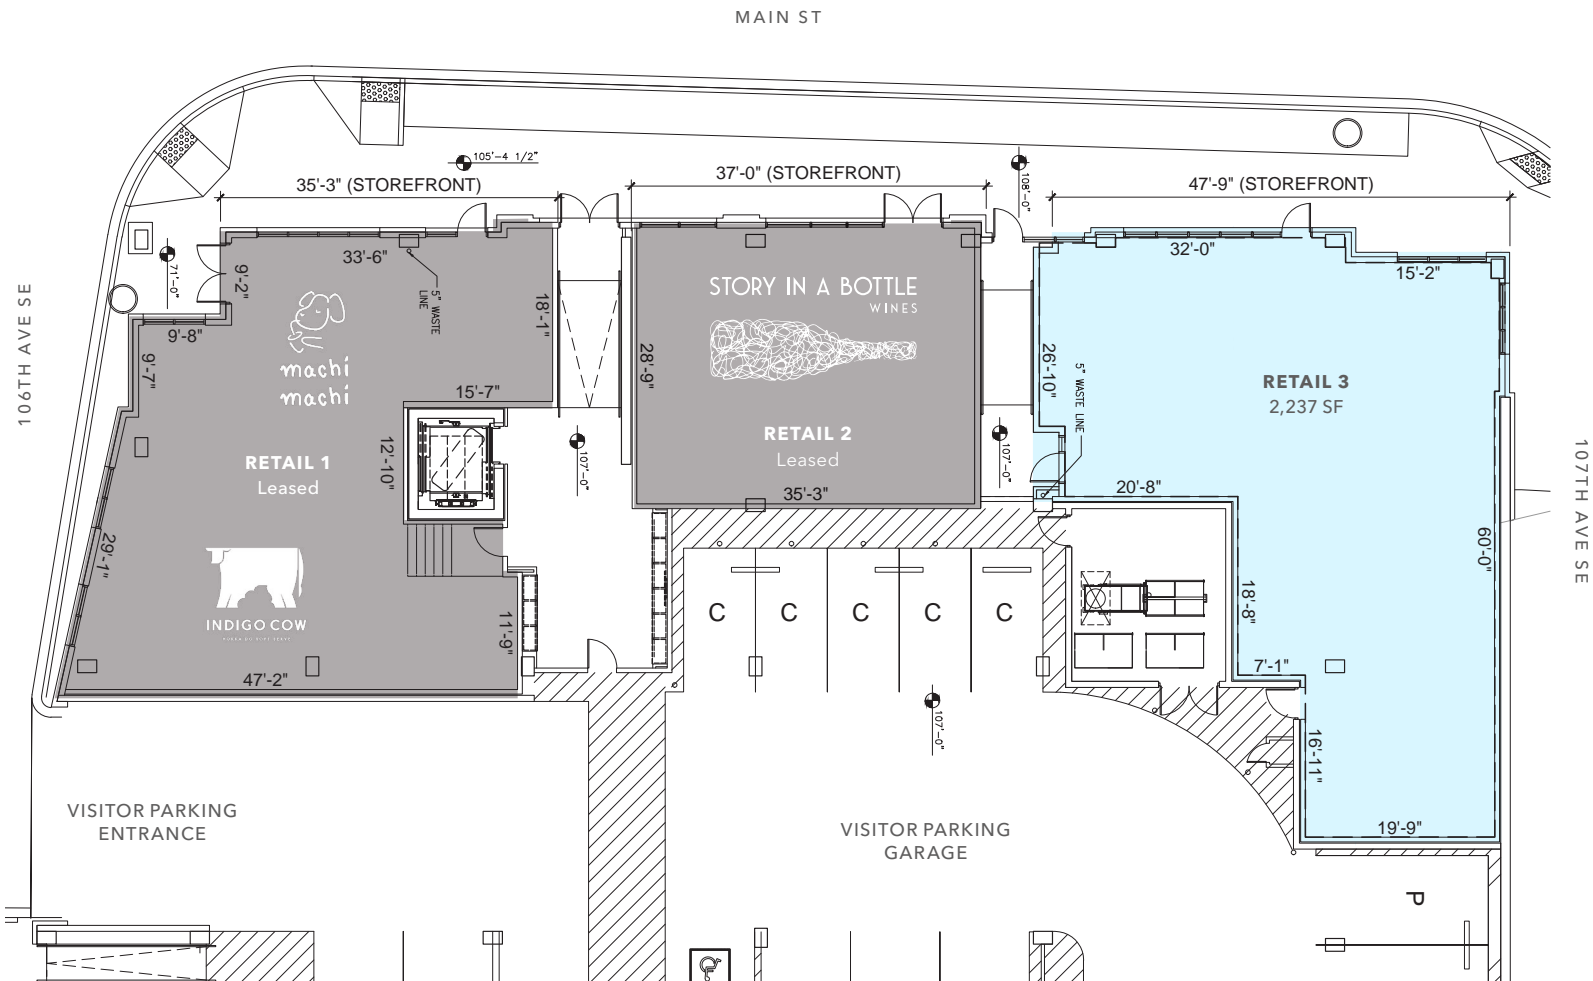 MAIN ST
105'-4 1/2"
35'-3" (STOREFRONT)
37'-0" (STOREFRONT)
108'-0"
47'-9" (STOREFRONT)
71'-0"
9'-2"
33'-6"
5" WASTE
LINE
18'-1"
9'-8"
9'-7"
machi
machi
15'-7"
12'-10"
RETAIL 1
Leased
29'-1"
INDIGO COW
11'-9"
47'-2"
107'-0"
STORY IN A BOTTLE
WINES
28'-9"
RETAIL 2
Leased
35'-3"
107'-0"
32'-0"
15'-2"
26'-10"
5" WASTE LINE
RETAIL 3
2,237 SF
20'-8"
60'-0"
18'-8"
7'-1"
16'-11"
19'-9"
106TH AVE SE
107TH AVE SE
C
C
C
C
C
107'-0"
VISITOR PARKING
ENTRANCE
VISITOR PARKING
GARAGE
P